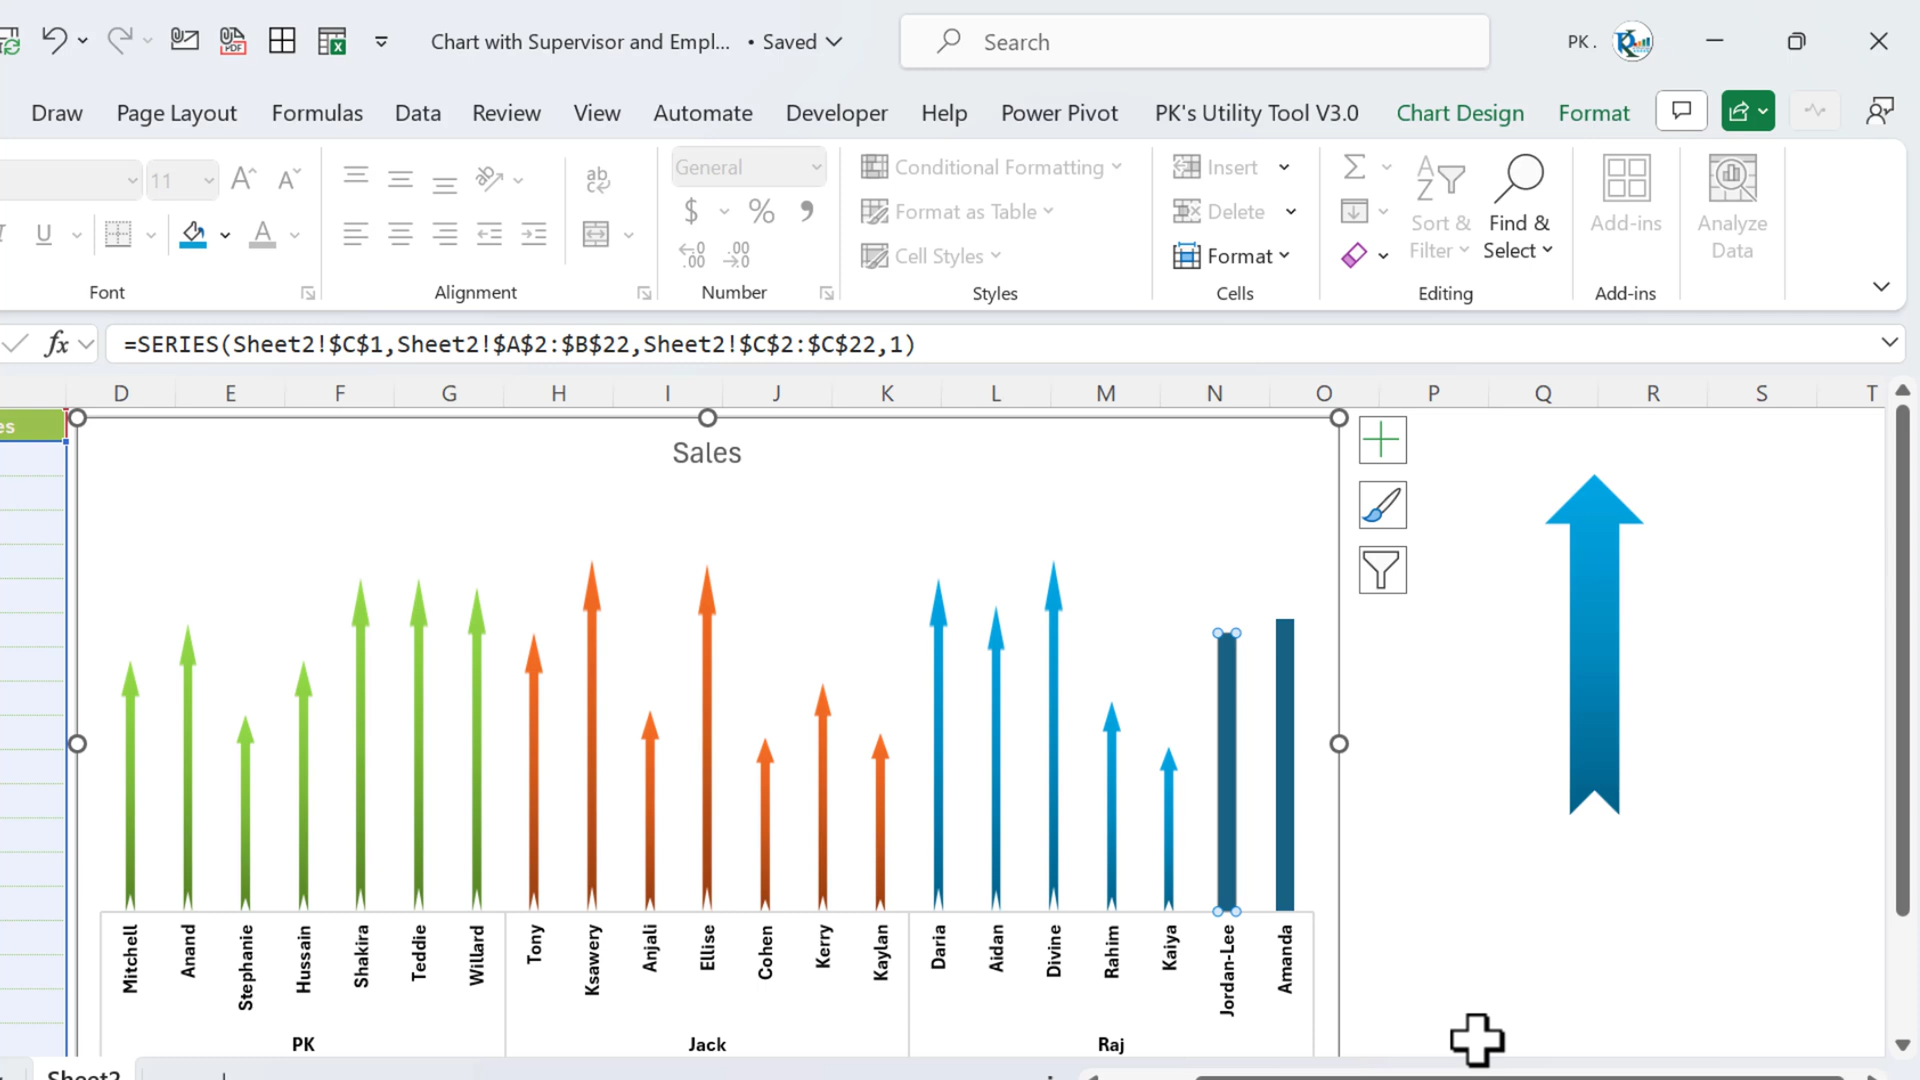 Chart with Supervisor and Empl... • Saved
Search
PK .
Draw
Page Layout
Formulas
Data
Review
View
Automate
Developer
Help
Power Pivot
PK's Utility Tool V3.0
Chart Design
Format
11
General
Conditional Formatting
Format as Table
Cell Styles
Insert
Delete
Format
Sort &
Filter
Find &
Select
Add-ins
Analyze
Data
Font
Alignment
Number
Styles
Cells
Editing
Add-ins
fx
=SERIES(Sheet2!$C$1,Sheet2!$A$2:$B$22,Sheet2!$C$2:$C$22,1)
D E F G H I J K L M N O P Q R S T
es
Sales
Mitchell
Anand
Stephanie
Hussain
Shakira
Teddie
Willard
Tony
Ksawery
Anjali
Ellise
Cohen
Kerry
Kaylan
Daria
Aidan
Divine
Rahim
Kaiya
Jordan-Lee
Amanda
PK
Jack
Raj
Sheet2